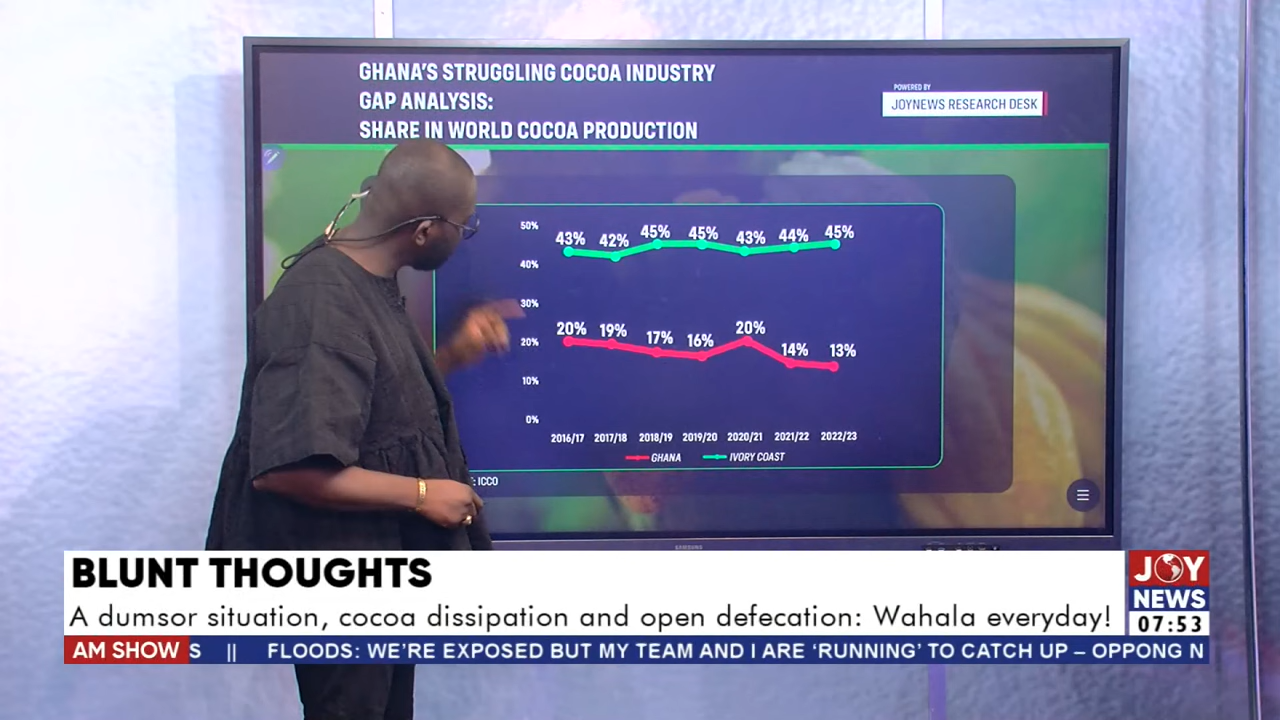 GHANA'S STRUGGLING COCOA INDUSTRY
GAP ANALYSIS:
SHARE IN WORLD COCOA PRODUCTION
POWERED BY
JOYNEWS RESEARCH DESK
50%
40%
30%
20%
10%
0%
43% 42% 45% 45% 43% 44% 45%
20% 19% 17% 16% 20% 14% 13%
2016/17 2017/18 2018/19 2019/20 2020/21 2021/22 2022/23
GHANA IVORY COAST
: ICCO
SAMSUNG
BLUNT THOUGHTS
A dumsor situation, cocoa dissipation and open defecation: Wahala everyday!
JOY
NEWS
07:53
AM SHOW
S || FLOODS: WE'RE EXPOSED BUT MY TEAM AND I ARE 'RUNNING' TO CATCH UP – OPPONG N